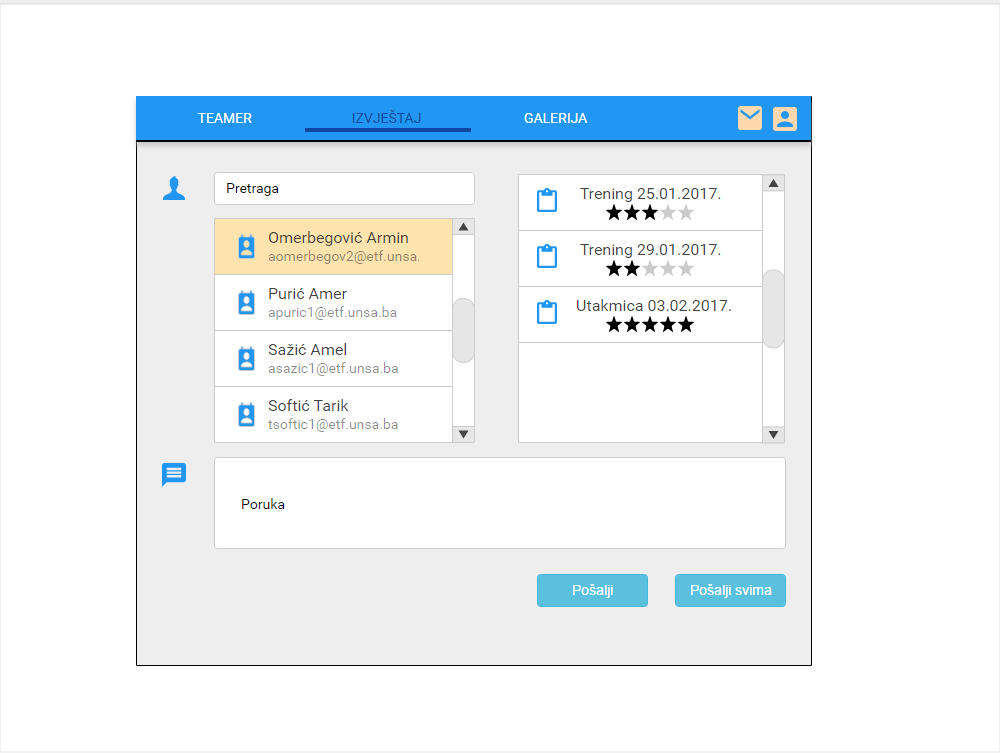 TEAMER
IZVJEŠTAJ
GALERIJA
Pretraga
Omerbegović Armin
aomerbegov2@etf.unsa.
Purić Amer
apuric1@etf.unsa.ba
Sažić Amel
asazic1@etf.unsa.ba
Softić Tarik
tsoftic1@etf.unsa.ba
Trening 25.01.2017.
Trening 29.01.2017.
Utakmica 03.02.2017.
Poruka
Pošalji
Pošalji svima